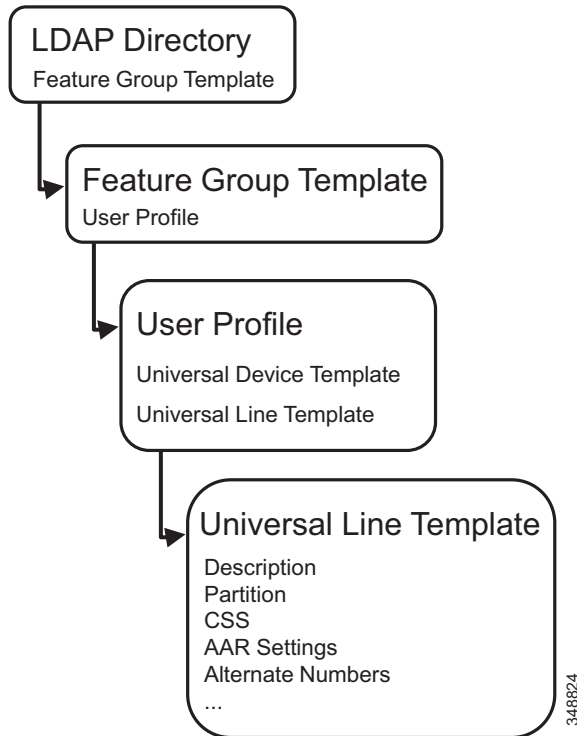 LDAP Directory
Feature Group Template
Feature Group Template
User Profile
User Profile
Universal Device Template
Universal Line Template
Universal Line Template
Description
Partition
CSS
AAR Settings
Alternate Numbers
...
348824